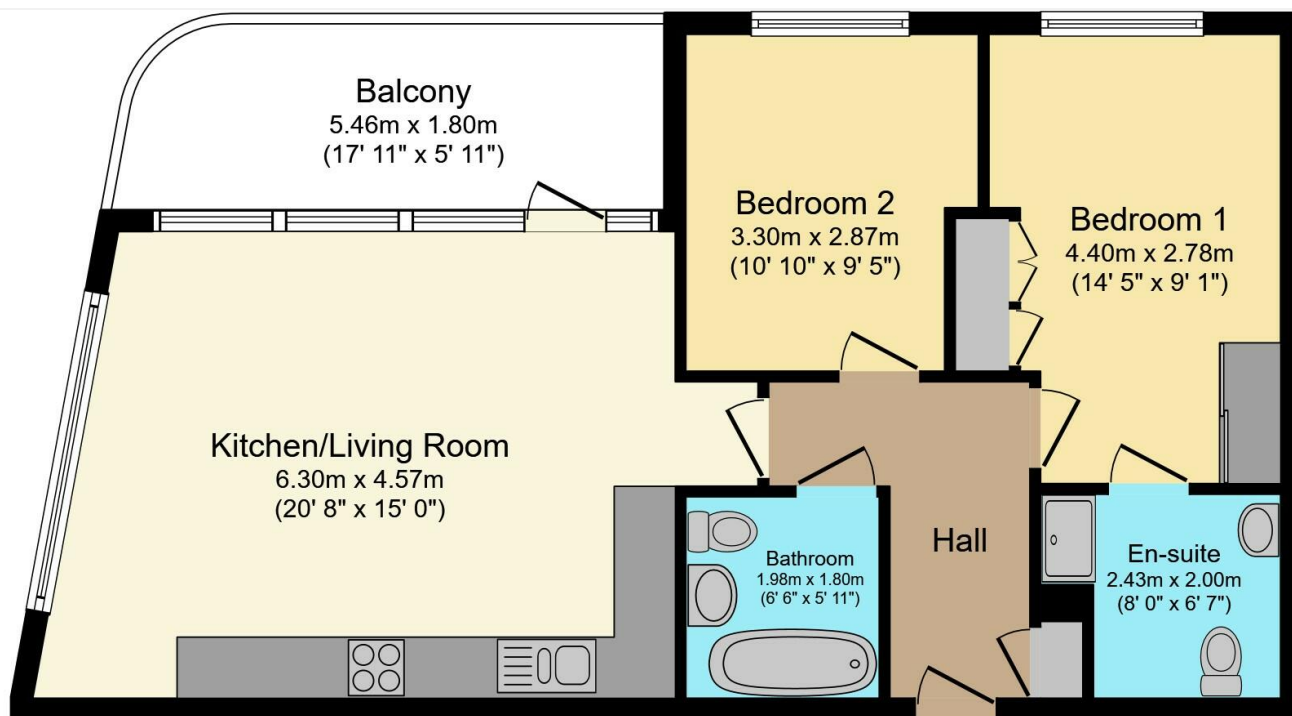 Balcony
5.46m x 1.80m
(17' 11" x 5' 11")
Bedroom 2
3.30m x 2.87m
(10' 10" x 9' 5")
Bedroom 1
4.40m x 2.78m
(14' 5" x 9' 1")
Kitchen/Living Room
6.30m x 4.57m
(20' 8" x 15' 0")
Bathroom
1.98m x 1.80m
(6' 6" x 5' 11")
Hall
En-suite
2.43m x 2.00m
(8' 0" x 6' 7")